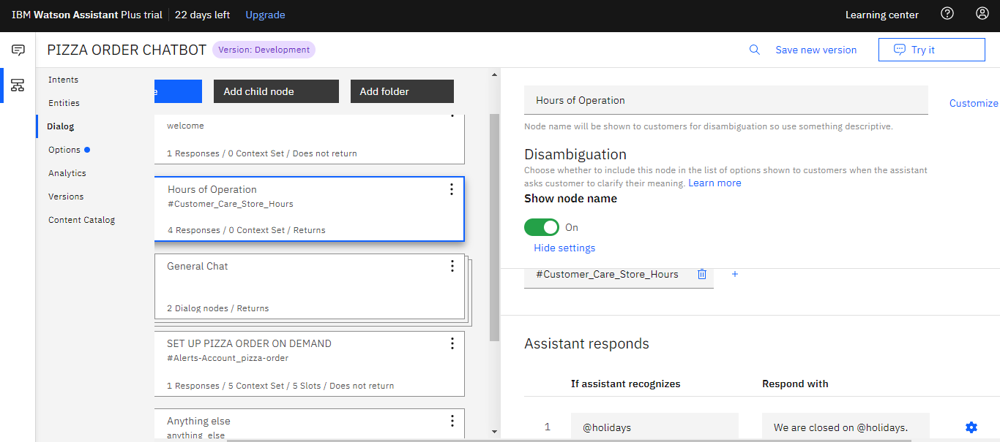 IBM Watson Assistant Plus trial 22 days left Upgrade Learning center
PIZZA ORDER CHATBOT Version: Development Save new version Try it
Intents
Entities
Dialog
Options
Analytics
Versions
Content Catalog
e Add child node Add folder
welcome
1 Responses / 0 Context Set / Does not return
Hours of Operation
#Customer_Care_Store_Hours
4 Responses / 0 Context Set / Returns
General Chat
2 Dialog nodes / Returns
SET UP PIZZA ORDER ON DEMAND
#Alerts-Account_pizza-order
1 Responses / 5 Context Set / 5 Slots / Does not return
Anything else
anything_else
Hours of Operation Customize
Node name will be shown to customers for disambiguation so use something descriptive.
Disambiguation
Choose whether to include this node in the list of options shown to customers when the assistant
asks customer to clarify their meaning. Learn more
Show node name
On
Hide settings
#Customer_Care_Store_Hours +
Assistant responds
If assistant recognizes Respond with
1 @holidays We are closed on @holidays.